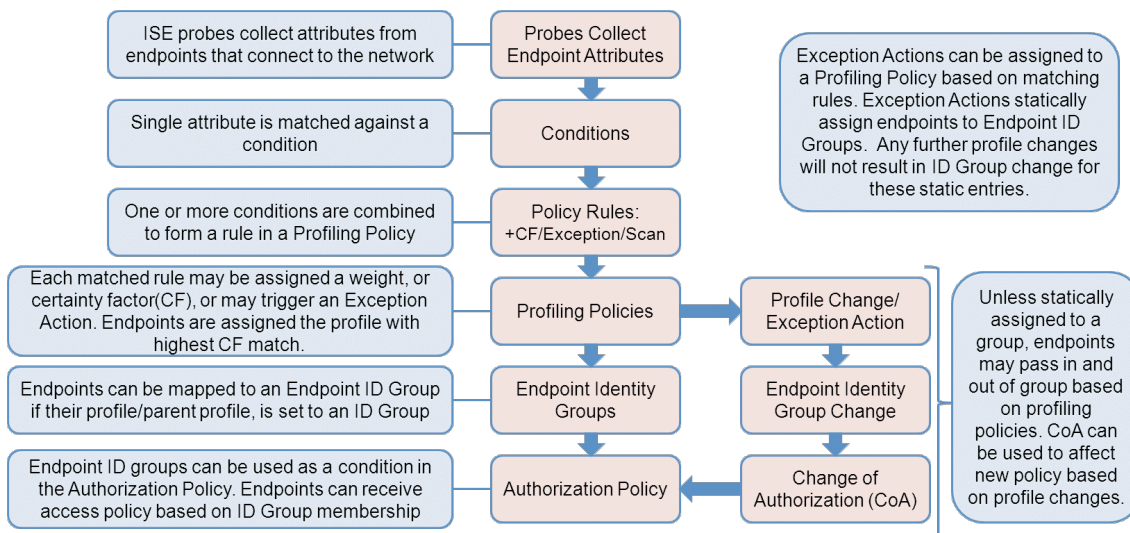 ISE probes collect attributes from
endpoints that connect to the network
Probes Collect
Endpoint Attributes
Exception Actions can be assigned to
a Profiling Policy based on matching
rules. Exception Actions statically
assign endpoints to Endpoint ID
Groups.  Any further profile changes
will not result in ID Group change for
these static entries.
Single attribute is matched against a
condition
Conditions
One or more conditions are combined
to form a rule in a Profiling Policy
Policy Rules:
+CF/Exception/Scan
Each matched rule may be assigned a weight, or
certainty factor(CF), or may trigger an Exception
Action. Endpoints are assigned the profile with
highest CF match.
Profiling Policies
Profile Change/
Exception Action
Unless statically
assigned to a
group, endpoints
may pass in and
out of group based
on profiling
policies. CoA can
be used to affect
new policy based
on profile changes.
Endpoints can be mapped to an Endpoint ID Group
if their profile/parent profile, is set to an ID Group
Endpoint Identity
Groups
Endpoint Identity
Group Change
Endpoint ID groups can be used as a condition in
the Authorization Policy. Endpoints can receive
access policy based on ID Group membership
Authorization Policy
Change of
Authorization (CoA)